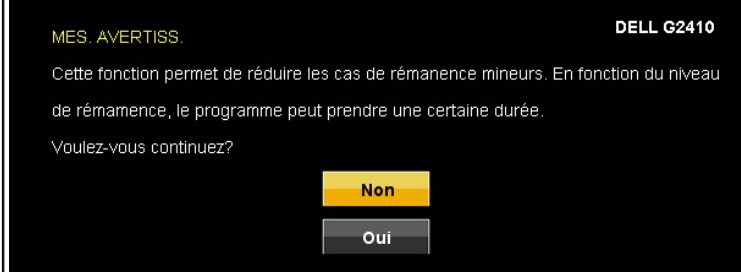 DELL G2410
MES. AVERTISS.
Cette fonction permet de réduire les cas de rémanence mineurs. En fonction du niveau
de rémamence, le programme peut prendre une certaine durée.
Voulez-vous continuez?
Non
Oui